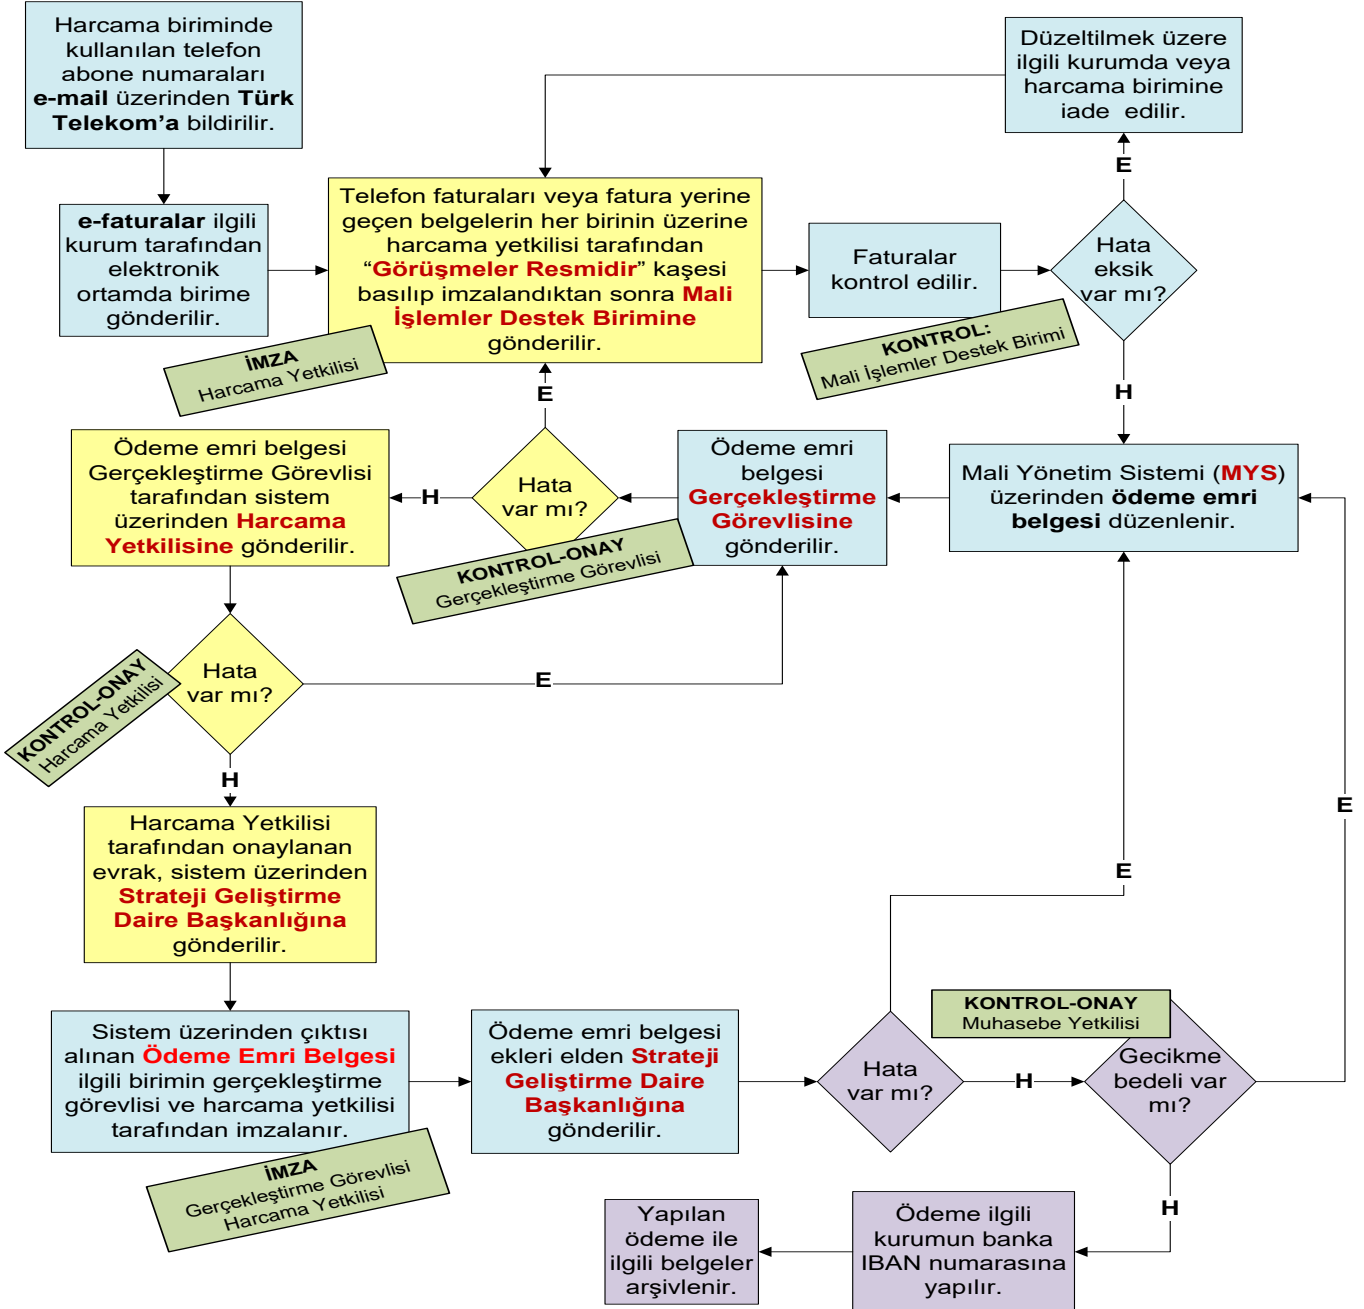 Harcama biriminde
kullanılan telefon
abone numaraları
e-mail üzerinden Türk
Telekom’a bildirilir.
Düzeltilmek üzere
ilgili kurumda veya
harcama birimine
iade edilir.
E
e-faturalar ilgili
kurum tarafından
elektronik
ortamda birime
gönderilir.
Telefon faturaları veya fatura yerine
geçen belgelerin her birinin üzerine
harcama yetkilisi tarafından
“Görüşmeler Resmidir” kaşesi
basılıp imzalandıktan sonra Mali
İşlemler Destek Birimine
gönderilir.
İMZA
Harcama Yetkilisi
Faturalar
kontrol edilir.
KONTROL:
Mali İşlemler Destek Birimi
Hata
eksik
var mı?
H
E
Mali Yönetim Sistemi (MYS)
üzerinden ödeme emri
belgesi düzenlenir.
Ödeme emri
belgesi
Gerçekleştirme
Görevlisine
gönderilir.
Hata
var mı?
KONTROL-ONAY
Gerçekleştirme Görevlisi
H
Ödeme emri belgesi
Gerçekleştirme Görevlisi
tarafından sistem
üzerinden Harcama
Yetkilisine gönderilir.
Hata
var mı?
KONTROL-ONAY
Harcama Yetkilisi
E
H
Harcama Yetkilisi
tarafından onaylanan
evrak, sistem üzerinden
Strateji Geliştirme
Daire Başkanlığına
gönderilir.
Sistem üzerinden çıktısı
alınan Ödeme Emri Belgesi
ilgili birimin gerçekleştirme
görevlisi ve harcama yetkilisi
tarafından imzalanır.
İMZA
Gerçekleştirme Görevlisi
Harcama Yetkilisi
Ödeme emri belgesi
ekleri elden Strateji
Geliştirme Daire
Başkanlığına
gönderilir.
Hata
var mı?
E
H
KONTROL-ONAY
Muhasebe Yetkilisi
Gecikme
bedeli var
mı?
E
H
Ödeme ilgili
kurumun banka
IBAN numarasına
yapılır.
Yapılan
ödeme ile
ilgili belgeler
arşivlenir.